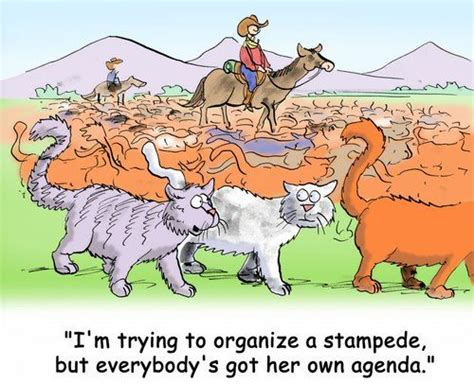 "I'm trying to organize a stampede,
but everybody's got her own agenda."